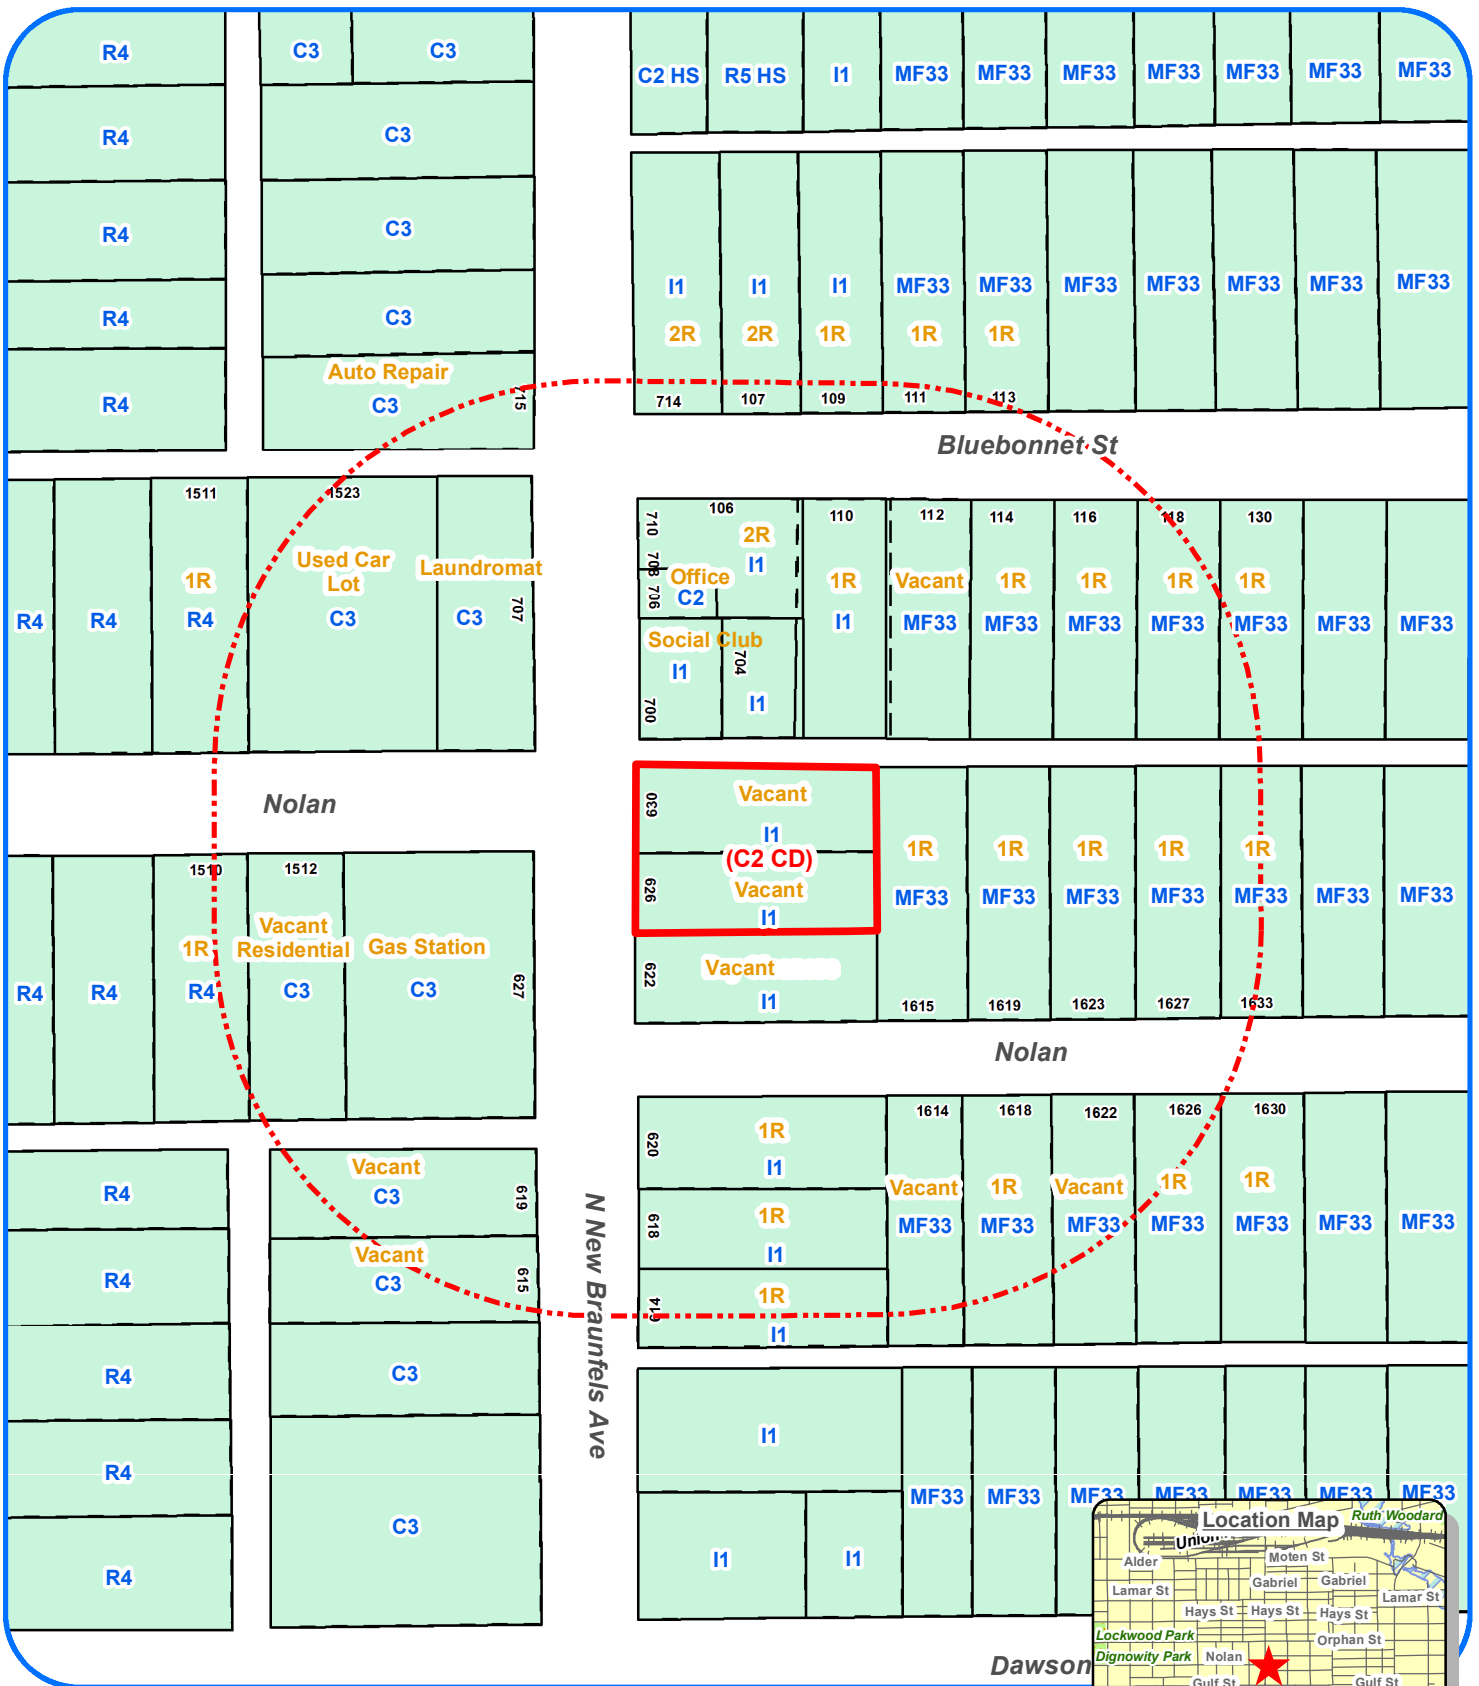 R4
C3
C3
C2 HS
R5 HS
I1
MF33
MF33
MF33
MF33
MF33
MF33
MF33
R4
C3
R4
C3
I1
I1
I1
MF33
MF33
MF33
MF33
MF33
MF33
MF33
R4
C3
2R
2R
1R
1R
1R
Auto Repair
R4
C3
715
714
107
109
111
113
Bluebonnet St
1511
1523
710
106
110
112
114
116
118
130
2R
Used Car
Lot
Laundromat
708
I1
1R
Office
1R
Vacant
1R
1R
1R
1R
706
C2
707
R4
R4
R4
C3
C3
I1
MF33
MF33
MF33
MF33
MF33
MF33
MF33
Social Club
704
I1
I1
700
Nolan
630
Vacant
I1
(C2 CD)
1R
1R
1R
1R
1R
1510
1512
626
Vacant
I1
MF33
MF33
MF33
MF33
MF33
MF33
MF33
Vacant
Residential
1R
Gas Station
622
Vacant
R4
R4
R4
C3
C3
627
I1
1615
1619
1623
1627
1633
Nolan
1614
1618
1622
1626
1630
620
1R
I1
Vacant
C3
619
R4
Vacant
1R
Vacant
1R
1R
618
1R
I1
MF33
MF33
MF33
MF33
MF33
MF33
MF33
N New Braunfels Ave
Vacant
C3
615
R4
614
1R
I1
R4
C3
I1
R4
MF33
MF33
MF33
MF33
MF33
MF33
MF33
C3
I1
I1
R4
Location Map
Ruth Woodard
Union
Alder
Moten St
Gabriel
Gabriel
Lamar St
Lamar St
Hays St
Hays St
Hays St
Lockwood Park
Orphan St
Dignowity Park
Nolan
Gulf St
Gulf St
Dawson